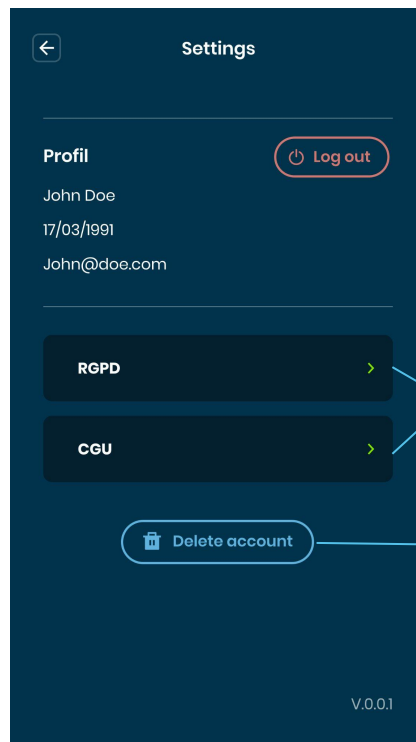 Settings
Profil
Log out
John Doe
17/03/1991
John@doe.com
RGPD
CGU
Delete account
V.0.0.1